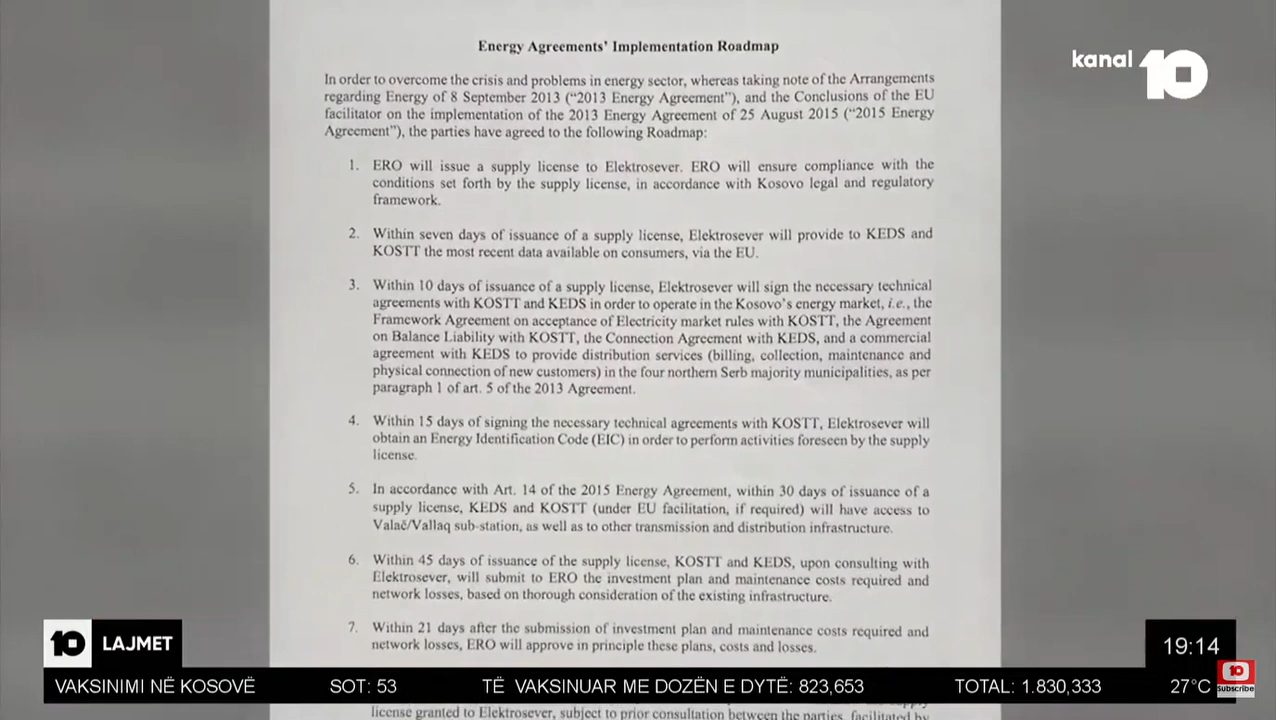 Energy Agreements' Implementation Roadmap
kanal 10
In order to overcome the crisis and problems in energy sector, whereas taking note of the Arrangements
regarding Energy of 8 September 2013 (“2013 Energy Agreement”), and the Conclusions of the EU
facilitator on the implementation of the 2013 Energy Agreement of 25 August 2015 (“2015 Energy
Agreement”), the parties have agreed to the following Roadmap:
1. ERO will issue a supply license to Elektrosever. ERO will ensure compliance with the
conditions set forth by the supply license, in accordance with Kosovo legal and regulatory
framework.
2. Within seven days of issuance of a supply license, Elektrosever will provide to KEDS and
KOSTT the most recent data available on consumers, via the EU.
3. Within 10 days of issuance of a supply license, Elektrosever will sign the necessary technical
agreements with KOSTT and KEDS in order to operate in the Kosovo's energy market, i.e., the
Framework Agreement on acceptance of Electricity market rules with KOSTT, the Agreement
on Balance Liability with KOSTT, the Connection Agreement with KEDS, and a commercial
agreement with KEDS to provide distribution services (billing, collection, maintenance and
physical connection of new customers) in the four northern Serb majority municipalities, as per
paragraph 1 of art. 5 of the 2013 Agreement.
4. Within 15 days of signing the necessary technical agreements with KOSTT, Elektrosever will
obtain an Energy Identification Code (EIC) in order to perform activities foreseen by the supply
license.
5. In accordance with Art. 14 of the 2015 Energy Agreement, within 30 days of issuance of a
supply license, KEDS and KOSTT (under EU facilitation, if required) will have access to
Valač/Vallaq sub-station, as well as to other transmission and distribution infrastructure.
6. Within 45 days of issuance of the supply license, KOSTT and KEDS, upon consulting with
Elektrosever, will submit to ERO the investment plan and maintenance costs required and
network losses, based on thorough consideration of the existing infrastructure.
7. Within 21 days after the submission of investment plan and maintenance costs required and
network losses, ERO will approve in principle these plans, costs and losses.
10 LAJMET
19:14
10
Subscribe
VAKSINIMI NË KOSOVË SOT: 53 TË VAKSINUAR ME DOZËN E DYTË: 823,653 TOTAL: 1.830,333 27°C
license granted to Elektrosever, subject to prior consultation between the parties, facilitated by